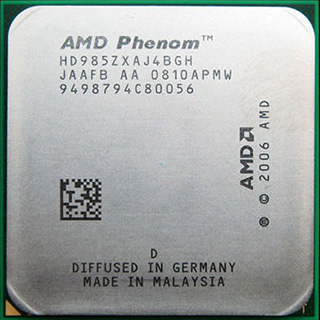 AMD Phenom™
HD985ZXAJ4BGH
JAAFB AA 0810APMW
9498794C80056
AMD
© 2006 AMD
D
DIFFUSED IN GERMANY
MADE IN MALAYSIA